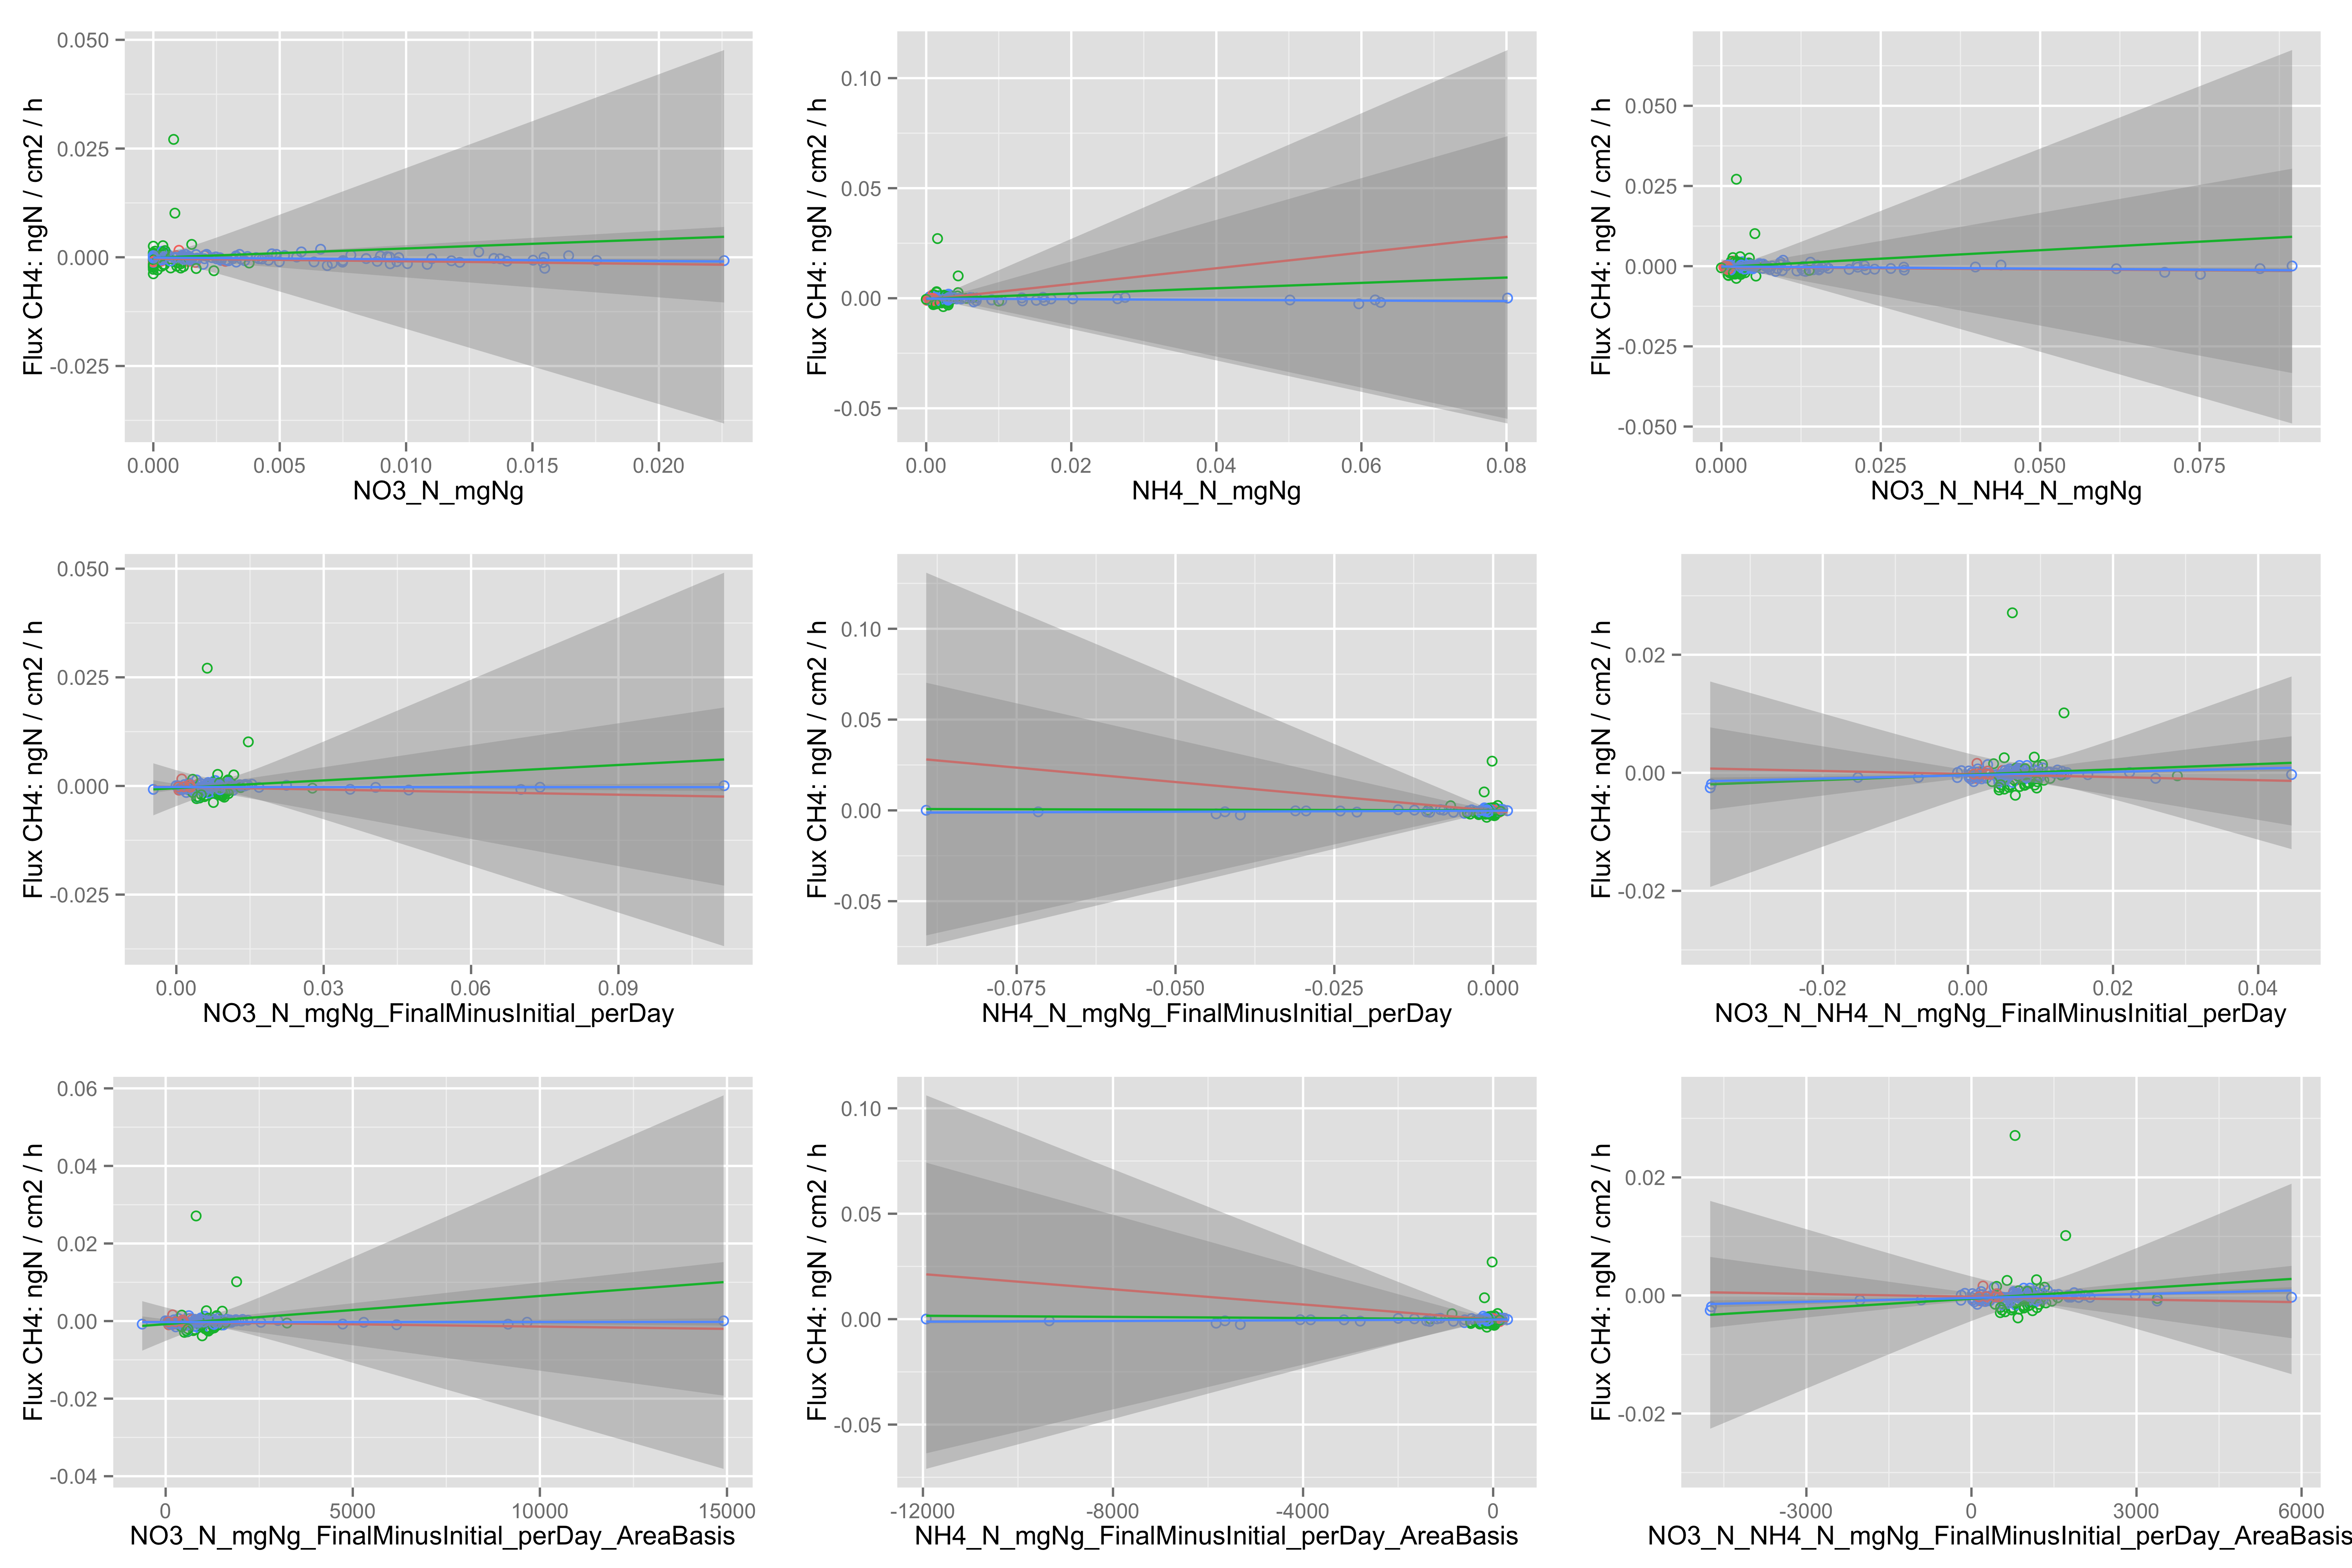 0.050
0.025
0.000
-0.025
Flux CH4: ngN / cm2 / h
0.000 0.005 0.010 0.015 0.020
NO3_N_mgNg
0.10
0.05
0.00
-0.05
Flux CH4: ngN / cm2 / h
0.00 0.02 0.04 0.06 0.08
NH4_N_mgNg
0.050
0.025
0.000
-0.025
-0.050
Flux CH4: ngN / cm2 / h
0.000 0.025 0.050 0.075
NO3_N_NH4_N_mgNg
0.050
0.025
0.000
-0.025
Flux CH4: ngN / cm2 / h
0.00 0.03 0.06 0.09
NO3_N_mgNg_FinalMinusInitial_perDay
0.10
0.05
0.00
-0.05
Flux CH4: ngN / cm2 / h
-0.075 -0.050 -0.025 0.000
NH4_N_mgNg_FinalMinusInitial_perDay
0.02
0.00
-0.02
Flux CH4: ngN / cm2 / h
-0.02 0.00 0.02 0.04
NO3_N_NH4_N_mgNg_FinalMinusInitial_perDay
0.06
0.04
0.02
0.00
-0.02
-0.04
Flux CH4: ngN / cm2 / h
0 5000 10000 15000
NO3_N_mgNg_FinalMinusInitial_perDay_AreaBasis
0.10
0.05
0.00
-0.05
Flux CH4: ngN / cm2 / h
-12000 -8000 -4000 0
NH4_N_mgNg_FinalMinusInitial_perDay_AreaBasis
0.02
0.00
-0.02
Flux CH4: ngN / cm2 / h
-3000 0 3000 6000
NO3_N_NH4_N_mgNg_FinalMinusInitial_perDay_AreaBasis